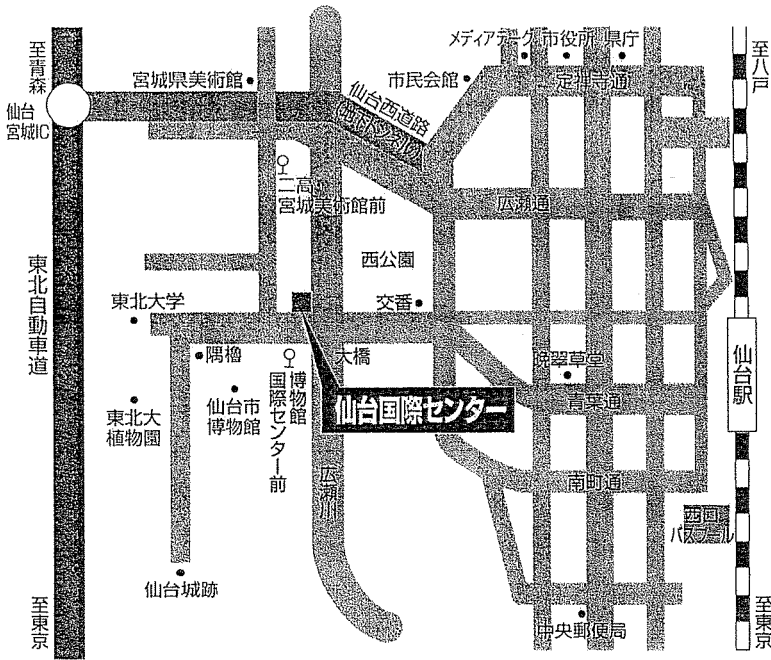 至青森
仙台
宮城IC
宮城県美術館
仙台西道路
(地下トンネル)
市民会館
メディアテーク
市役所
県庁
定禅寺通
至八戸
二高・
宮城美術館前
広瀬通
西公園
東北自動車道
東北大学
交番
隅櫓
大橋
晩翠草堂
仙台駅
青葉通
東北大
植物園
仙台市
博物館
博物館
国際センター前
仙台国際センター
広瀬川
南町通
西口
バスプール
仙台城跡
中央郵便局
至東京
至東京